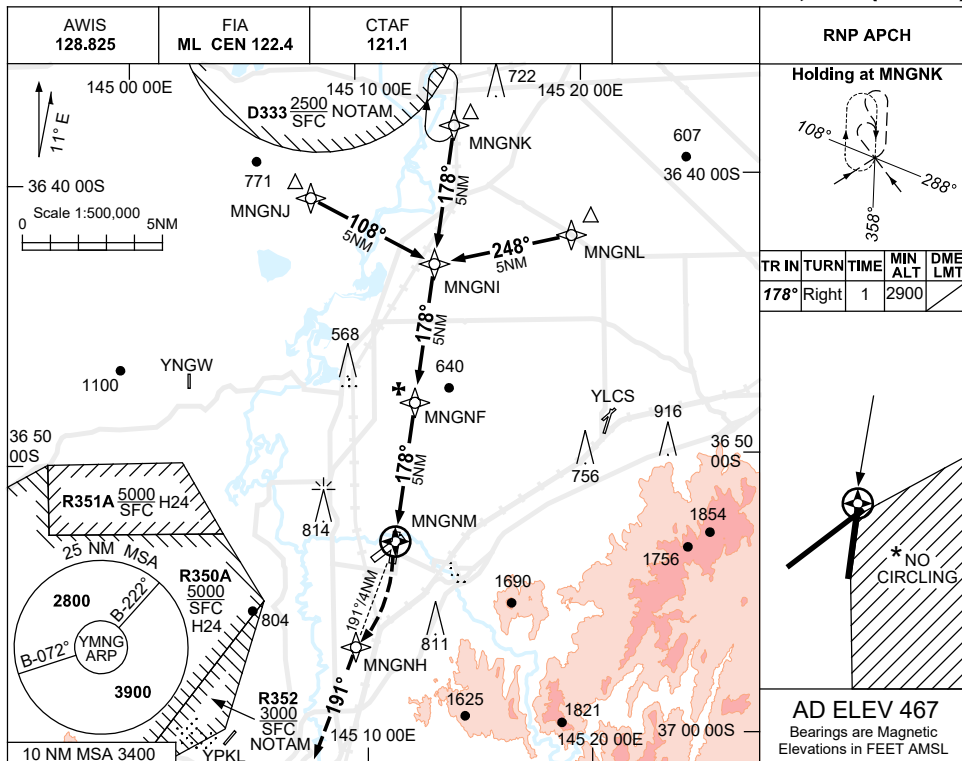 AWIS
128.825
FIA
ML CEN 122.4
CTAF
121.1
RNP APCH
145 00 00E
145 10 00E
145 20 00E
11° E
D333 2500 NOTAM
SFC
722
MNGNK
607
36 40 00S
36 40 00S
771
MNGNJ
Scale 1:500,000
0 5NM
178°
5NM
108°
5NM
248°
5NM
MNGNL
MNGNI
178°
5NM
568
YNGW
1100
640
MNGNF
YLCS
916
756
36 50
00S
36 50
00S
178°
5NM
R351A 5000 H24
SFC
814
MNGNM
1854
1756
25 NM MSA
2800
B-222°
YMNG
ARP
B-072°
3900
R350A
5000
SFC
H24
804
191°/4NM
1690
811
MNGNH
191°
R352
3000
SFC
NOTAM
1625
1821
37 00 00S
145 10 00E
145 20 00E
10 NM MSA 3400
YPKL
Holding at MNGNK
108°
288°
358°
TR IN TURN TIME MIN ALT DME LMT
178° Right 1 2900
*NO
CIRCLING
AD ELEV 467
Bearings are Magnetic
Elevations in FEET AMSL